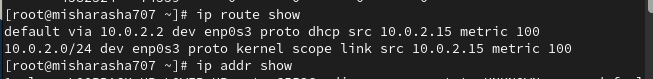 [root@misharasha707 ~]# ip route show
default via 10.0.2.2 dev enp0s3 proto dhcp src 10.0.2.15 metric 100
10.0.2.0/24 dev enp0s3 proto kernel scope link src 10.0.2.15 metric 100
[root@misharasha707 ~]# ip addr show